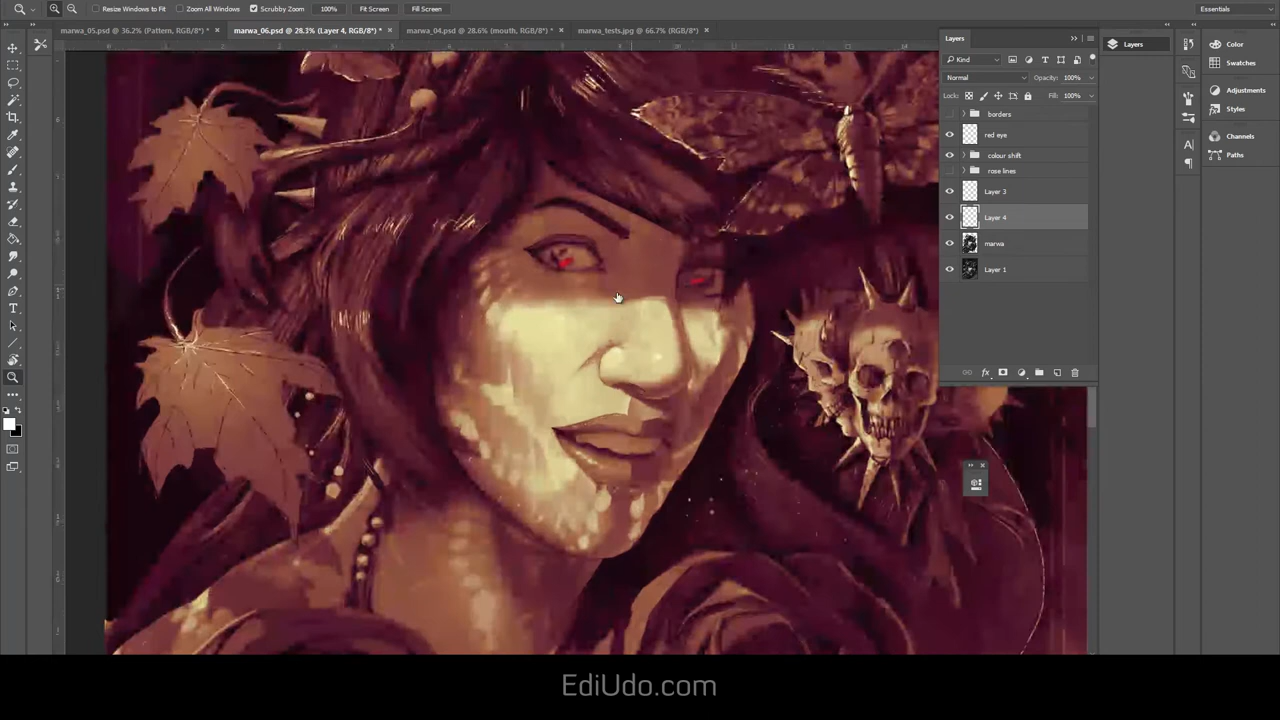 Resize Windows to Fit
Zoom All Windows
Scrubby Zoom
100%
Fit Screen
Fill Screen
Essentials
marwa_05.psd @ 36.2% (Pattern, RGB/8*) *
marwa_06.psd @ 28.3% (Layer 4, RGB/8*) *
marwa_04.psd @ 28.6% (mouth, RGB/8*) *
marwa_tests.jpg @ 66.7% (RGB/8*)
Layers
Kind
Normal
Opacity: 100%
Lock:
Fill: 100%
borders
red eye
colour shift
rose lines
Layer 3
Layer 4
marwa
Layer 1
Layers
Color
Swatches
Adjustments
Styles
Channels
Paths
EdiUdo.com